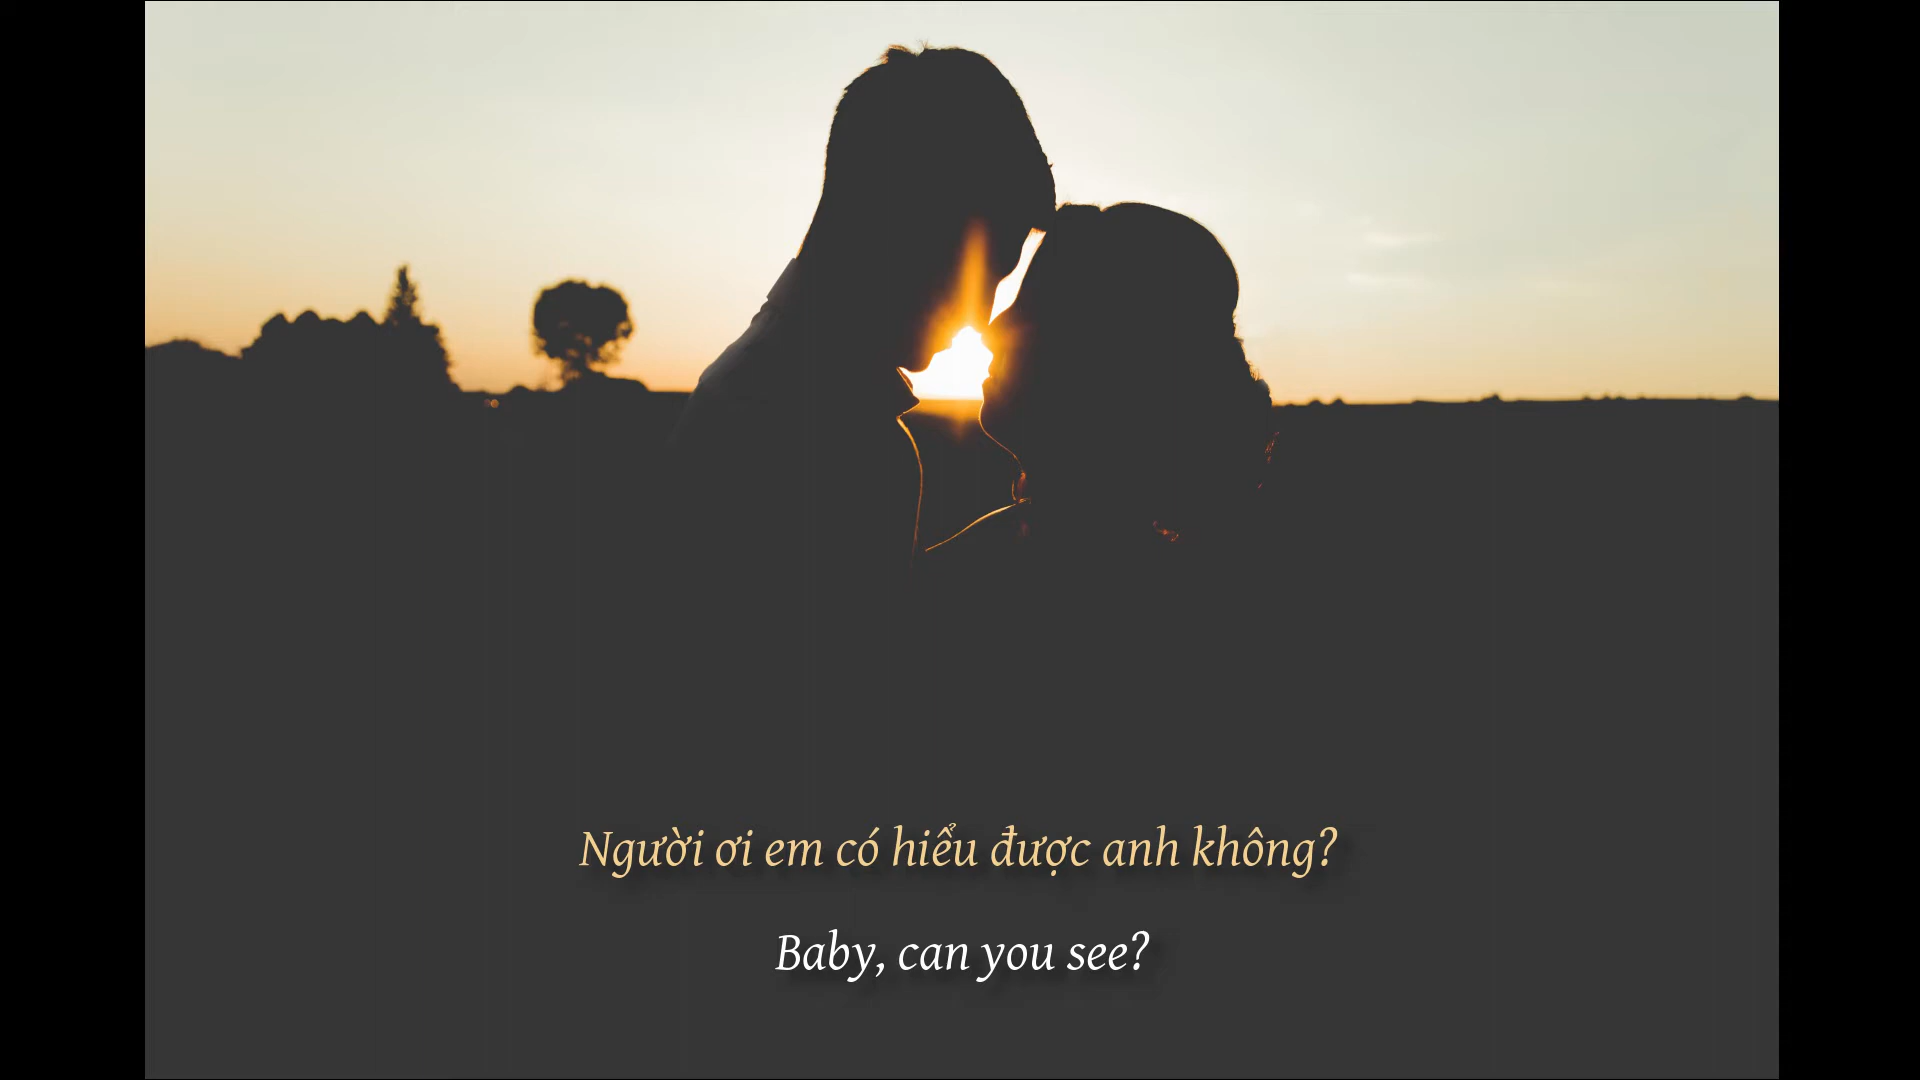 Người ơi em có hiểu được anh không?
Baby, can you see?